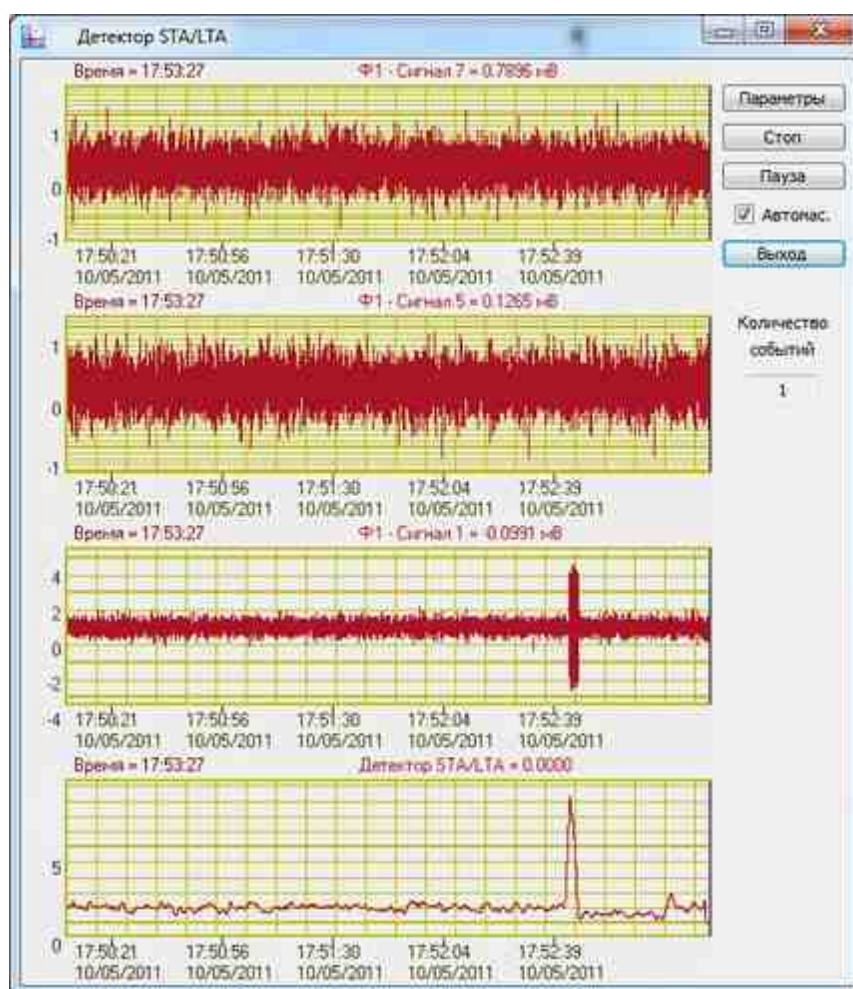 Детектор STA/LTA
Время = 17:53:27 Ф1 - Сигнал 7 = 0.7896 мВ
1
0
-1
17:50:21 17:50:56 17:51:30 17:52:04 17:52:39
10/05/2011 10/05/2011 10/05/2011 10/05/2011 10/05/2011
Время = 17:53:27 Ф1 - Сигнал 5 = 0.1265 мВ
1
0
-1
17:50:21 17:50:56 17:51:30 17:52:04 17:52:39
10/05/2011 10/05/2011 10/05/2011 10/05/2011 10/05/2011
Время = 17:53:27 Ф1 - Сигнал 1 = -0.0991 мВ
4
2
0
-2
-4
17:50:21 17:50:56 17:51:30 17:52:04 17:52:39
10/05/2011 10/05/2011 10/05/2011 10/05/2011 10/05/2011
Время = 17:53:27 Детектор STA/LTA = 0.0000
5
0
17:50:21 17:50:56 17:51:30 17:52:04 17:52:39
10/05/2011 10/05/2011 10/05/2011 10/05/2011 10/05/2011
Параметры
Стоп
Пауза
Автомас.
Выход
Количество
событий
1